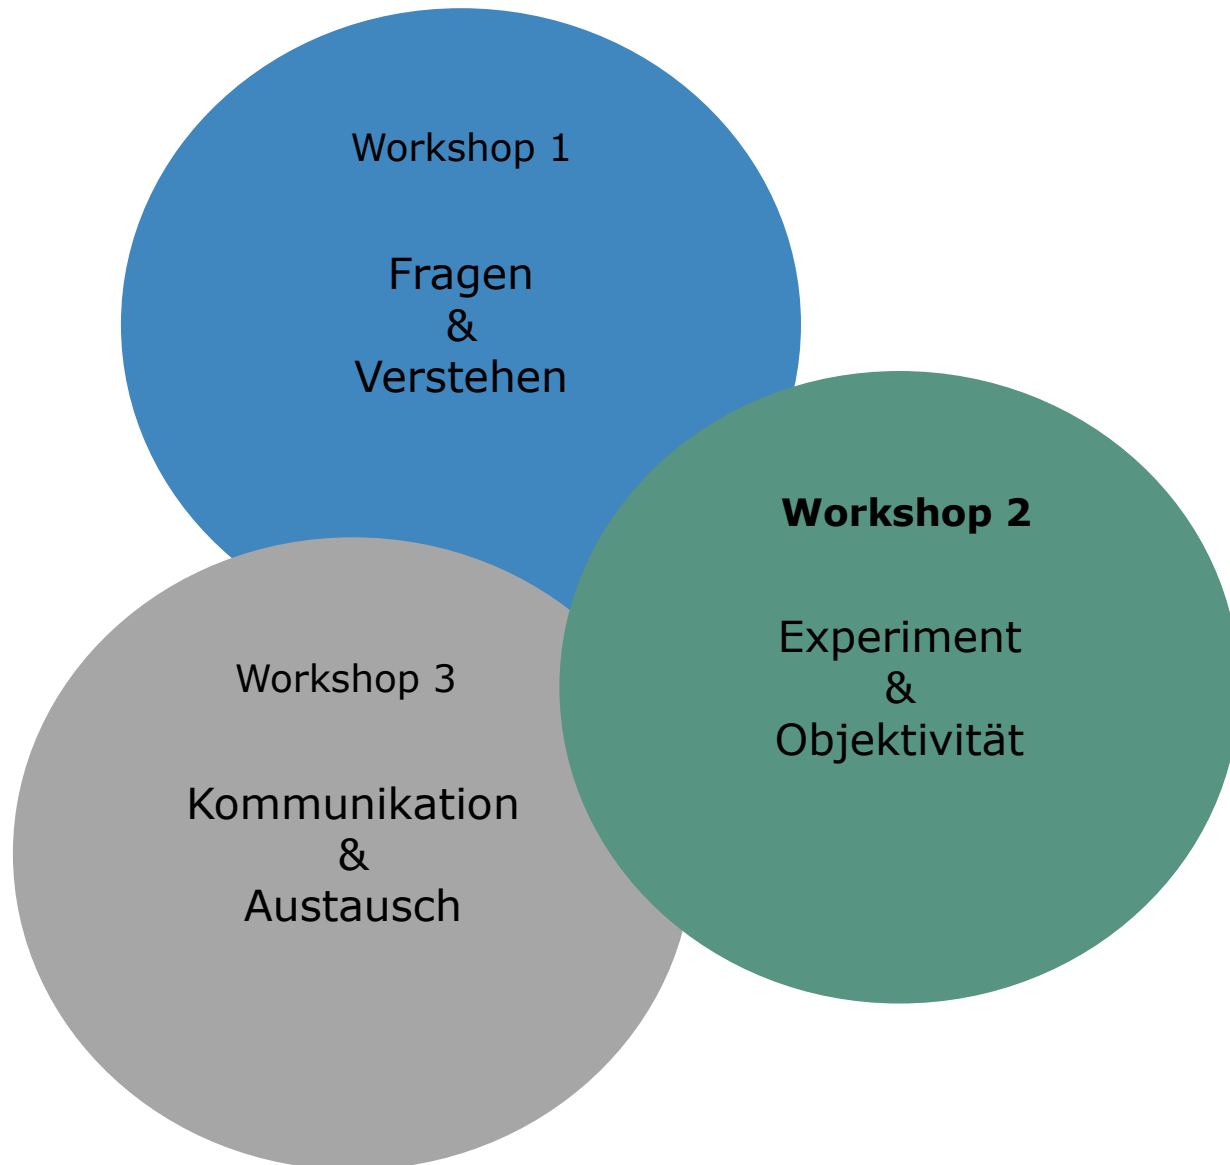 Workshop 1
Fragen
&
Verstehen
Workshop 2
Experiment
&
Objektivität
Workshop 3
Kommunikation
&
Austausch